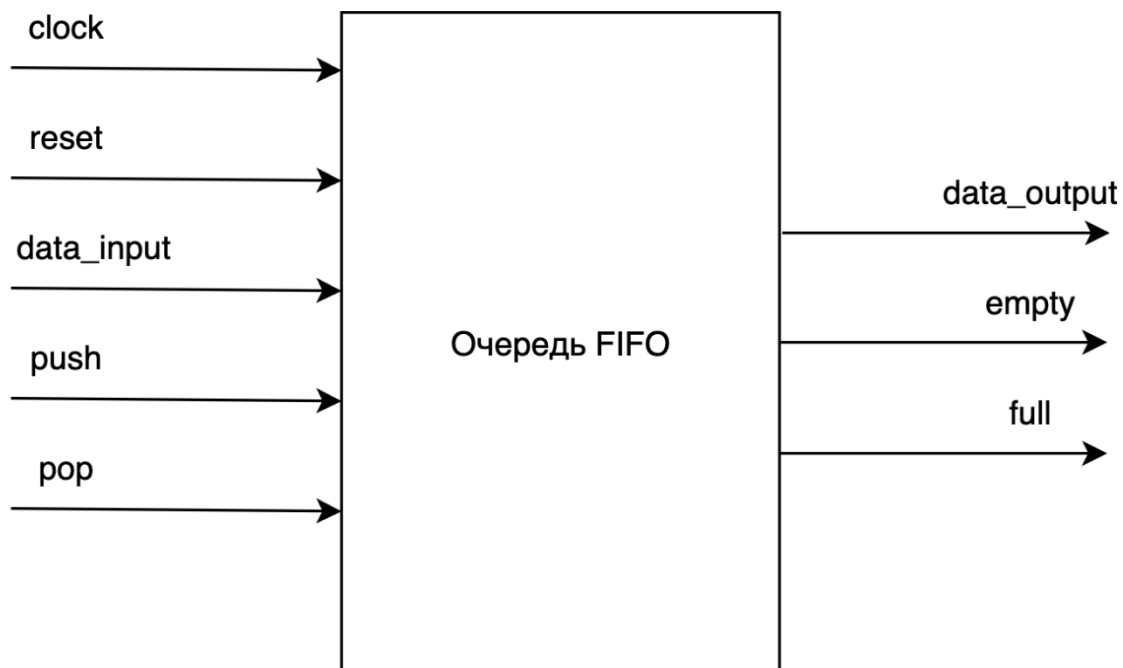 clock
reset
data_input
push
pop
Очередь FIFO
data_output
empty
full